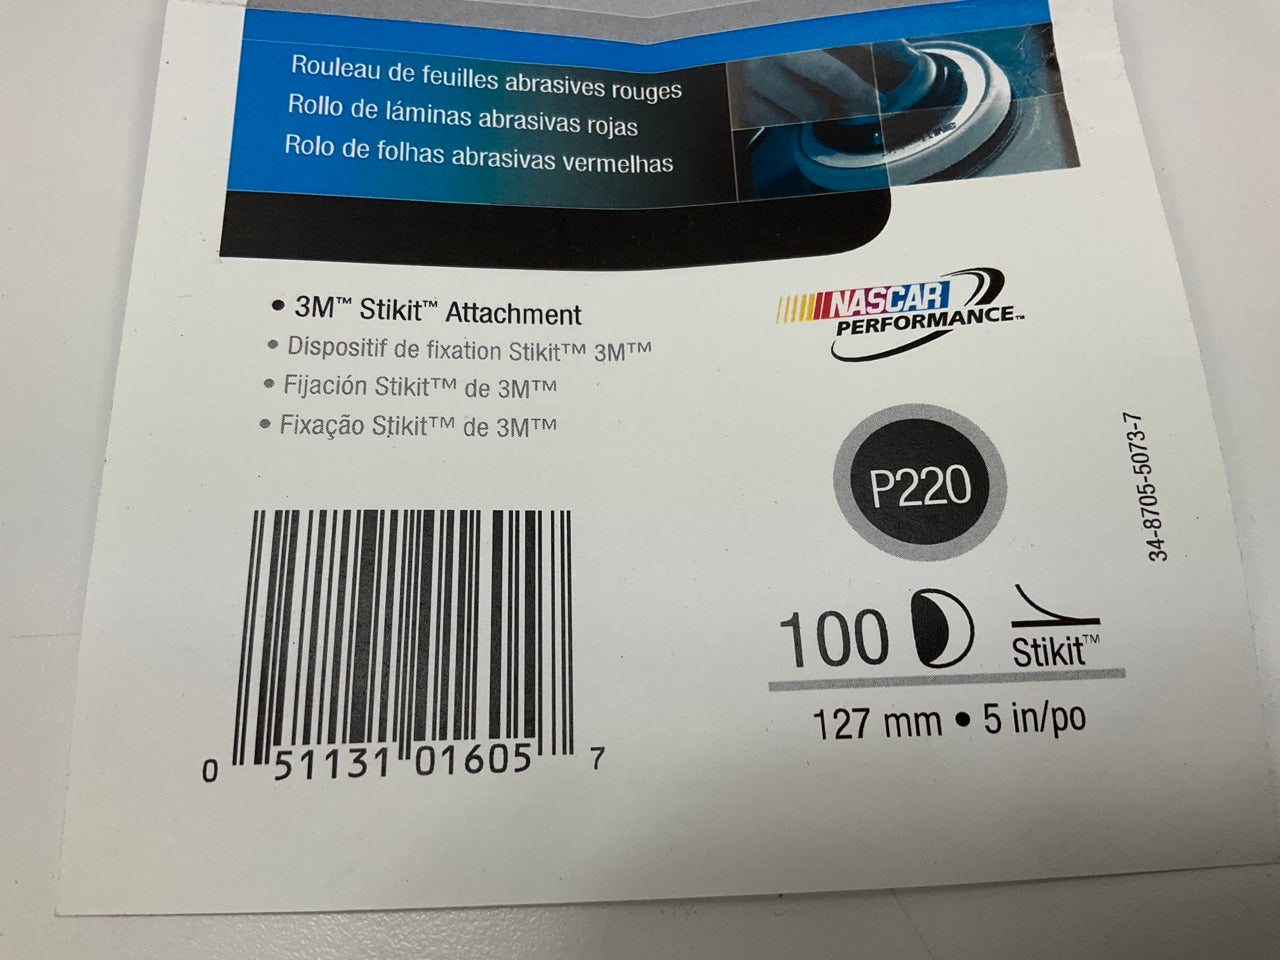 Rouleau de feuilles abrasives rouges
Rollo de láminas abrasivas rojas
Rolo de folhas abrasivas vermelhas
• 3M™ Stikit™ Attachment
• Dispositif de fixation Stikit™ 3M™
• Fijación Stikit™ de 3M™
• Fixação Stikit™ de 3M™
NASCAR
PERFORMANCE™
P220
34-8705-5073-7
100
Stikit™
127 mm • 5 in/po
0 51131 01605 7